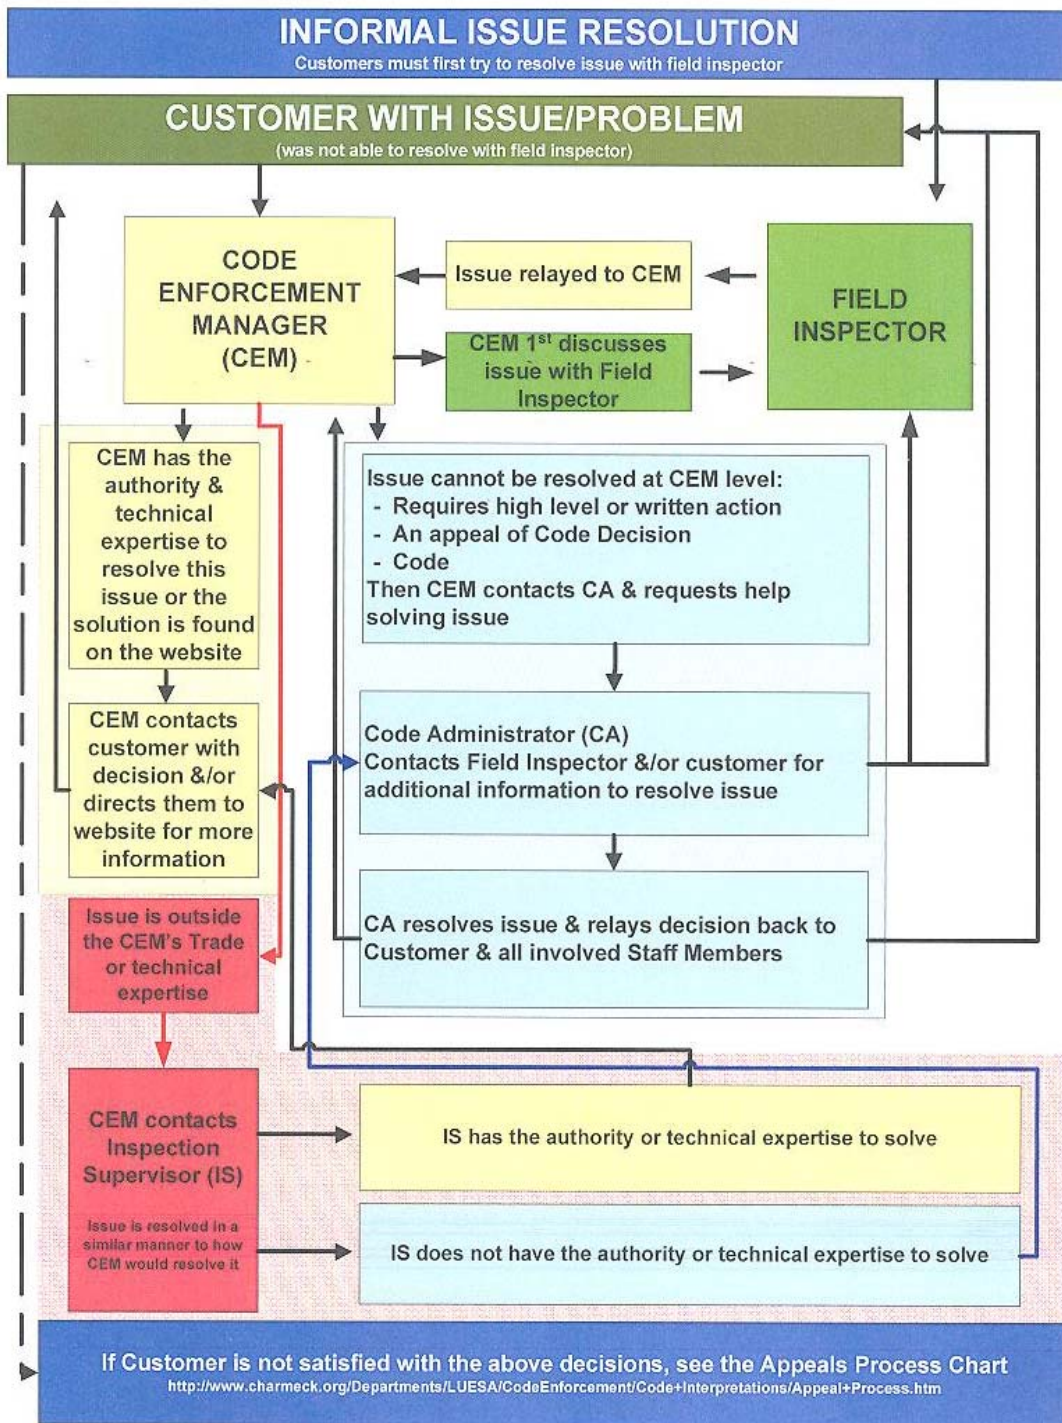 INFORMAL ISSUE RESOLUTION
Customers must first try to resolve issue with field inspector
CUSTOMER WITH ISSUE/PROBLEM
(was not able to resolve with field inspector)
CODE
ENFORCEMENT
MANAGER
(CEM)
Issue relayed to CEM
CEM 1st discusses
issue with Field
Inspector
FIELD
INSPECTOR
CEM has the
authority &
technical
expertise to
resolve this
issue or the
solution is found
on the website
CEM contacts
customer with
decision &/or
directs them to
website for more
information
Issue cannot be resolved at CEM level:
- Requires high level or written action
- An appeal of Code Decision
- Code
Then CEM contacts CA & requests help
solving issue
Code Administrator (CA)
Contacts Field Inspector &/or customer for
additional information to resolve issue
CA resolves issue & relays decision back to
Customer & all involved Staff Members
Issue is outside
the CEM's Trade
or technical
expertise
CEM contacts
Inspection
Supervisor (IS)
Issue is resolved in a
similar manner to how
CEM would resolve it
IS has the authority or technical expertise to solve
IS does not have the authority or technical expertise to solve
If Customer is not satisfied with the above decisions, see the Appeals Process Chart
http://www.charmeck.org/Departments/LUESA/CodeEnforcement/Code+Interpretations/Appeal+Process.htm